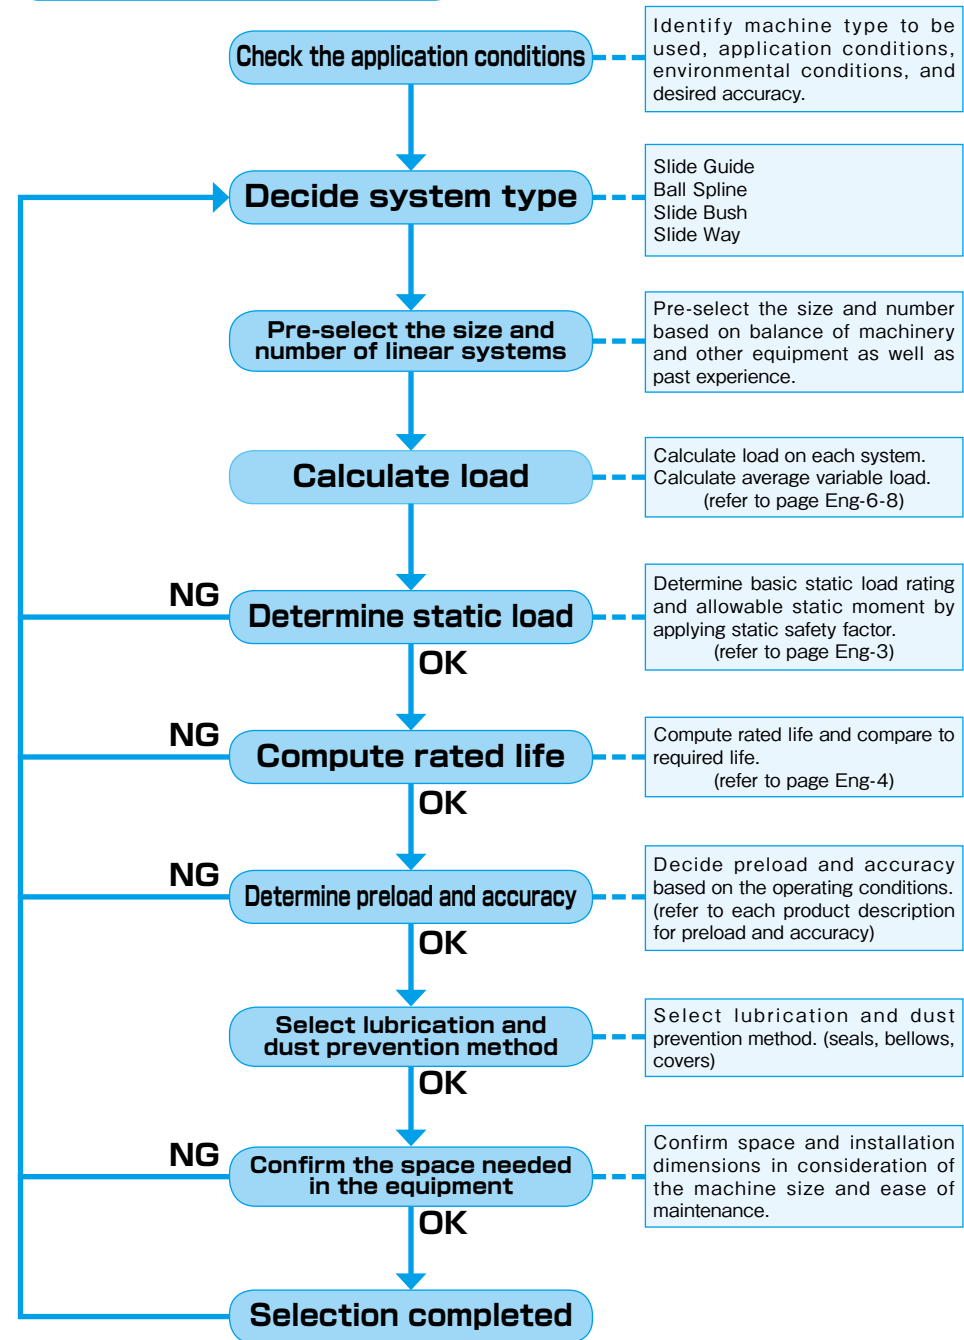 Check the application conditions
Identify machine type to be
used, application conditions,
environmental conditions, and
desired accuracy.
Decide system type
Slide Guide
Ball Spline
Slide Bush
Slide Way
Pre-select the size and
number of linear systems
Pre-select the size and number
based on balance of machinery
and other equipment as well as
past experience.
Calculate load
Calculate load on each system.
Calculate average variable load.
(refer to page Eng-6-8)
NG
Determine static load
OK
Determine basic static load rating
and allowable static moment by
applying static safety factor.
(refer to page Eng-3)
NG
Compute rated life
OK
Compute rated life and compare to
required life.
(refer to page Eng-4)
NG
Determine preload and accuracy
OK
Decide preload and accuracy
based on the operating conditions.
(refer to each product description
for preload and accuracy)
Select lubrication and
dust prevention method
OK
Select lubrication and dust
prevention method. (seals, bellows,
covers)
NG
Confirm the space needed
in the equipment
OK
Confirm space and installation
dimensions in consideration of
the machine size and ease of
maintenance.
Selection completed